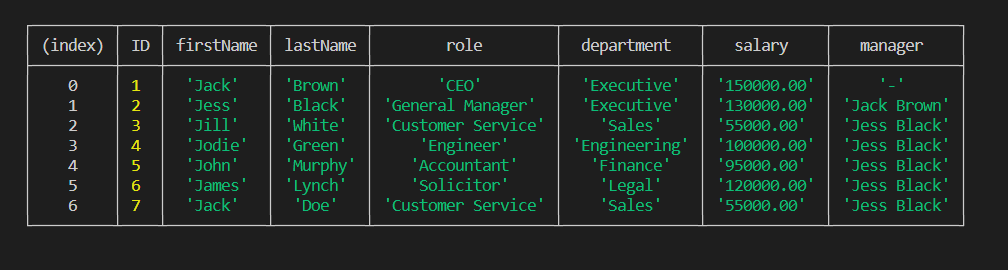 (index) ID firstName lastName role department salary manager
0 1 'Jack' 'Brown' 'CEO' 'Executive' '150000.00' '-'
1 2 'Jess' 'Black' 'General Manager' 'Executive' '130000.00' 'Jack Brown'
2 3 'Jill' 'White' 'Customer Service' 'Sales' '55000.00' 'Jess Black'
3 4 'Jodie' 'Green' 'Engineer' 'Engineering' '100000.00' 'Jess Black'
4 5 'John' 'Murphy' 'Accountant' 'Finance' '95000.00' 'Jess Black'
5 6 'James' 'Lynch' 'Solicitor' 'Legal' '120000.00' 'Jess Black'
6 7 'Jack' 'Doe' 'Customer Service' 'Sales' '55000.00' 'Jess Black'